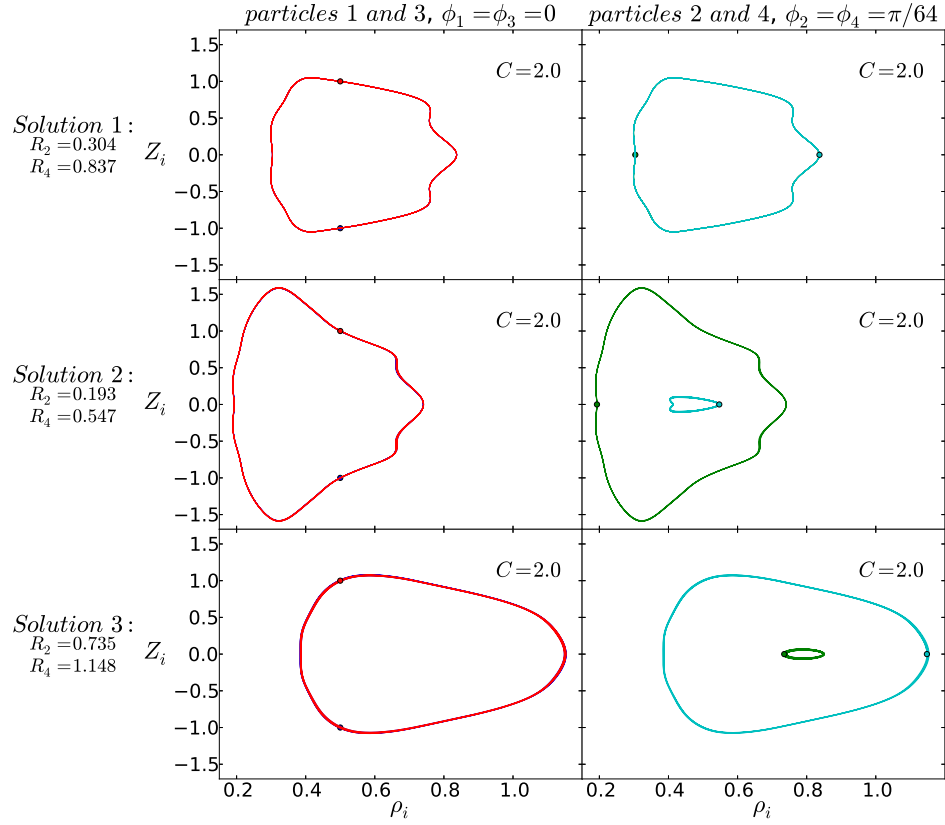 particles 1 and 3, ϕ₁=ϕ₃=0
particles 2 and 4, ϕ₂=ϕ₄=π/64
Solution 1:
R₂=0.304
R₄=0.837
Zᵢ
1.5
1.0
0.5
0.0
−0.5
−1.0
−1.5
C=2.0
C=2.0
Solution 2:
R₂=0.193
R₄=0.547
Zᵢ
1.5
1.0
0.5
0.0
−0.5
−1.0
−1.5
C=2.0
C=2.0
Solution 3:
R₂=0.735
R₄=1.148
Zᵢ
1.5
1.0
0.5
0.0
−0.5
−1.0
−1.5
C=2.0
C=2.0
0.2 0.4 0.6 0.8 1.0
0.2 0.4 0.6 0.8 1.0
ρᵢ
ρᵢ